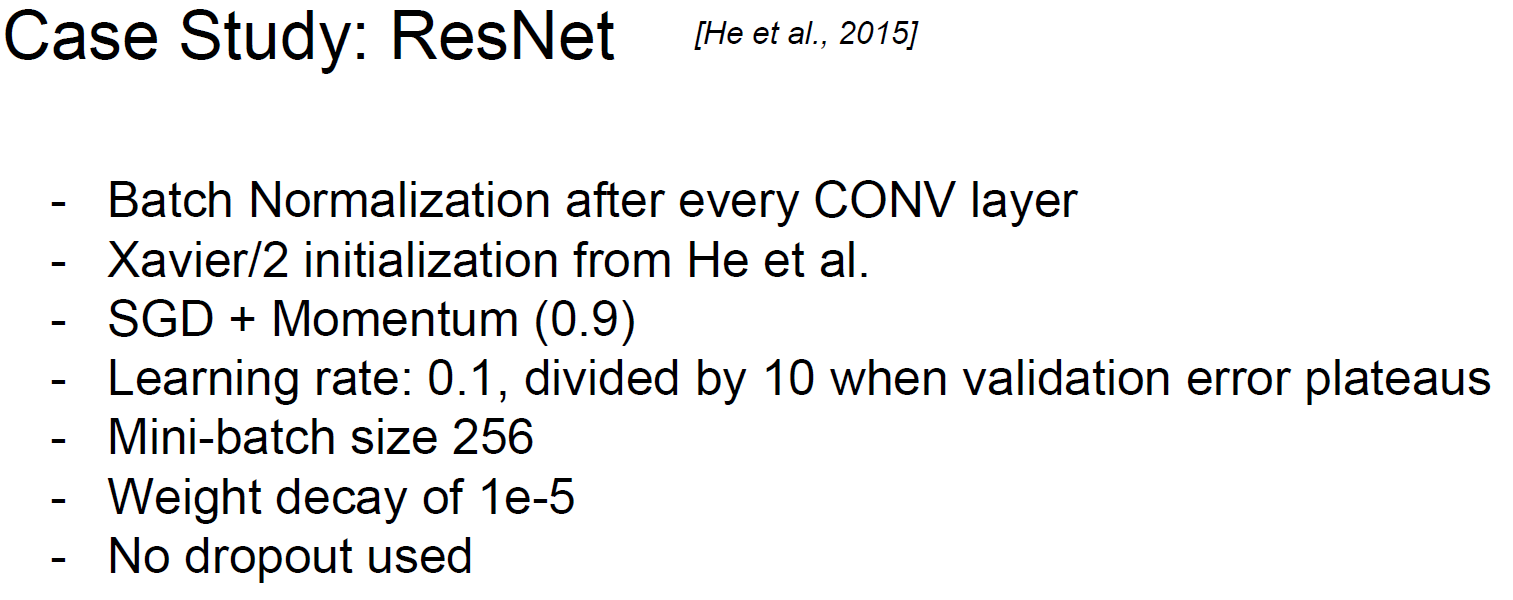 Case Study: ResNet [He et al., 2015]
- Batch Normalization after every CONV layer
- Xavier/2 initialization from He et al.
- SGD + Momentum (0.9)
- Learning rate: 0.1, divided by 10 when validation error plateaus
- Mini-batch size 256
- Weight decay of 1e-5
- No dropout used